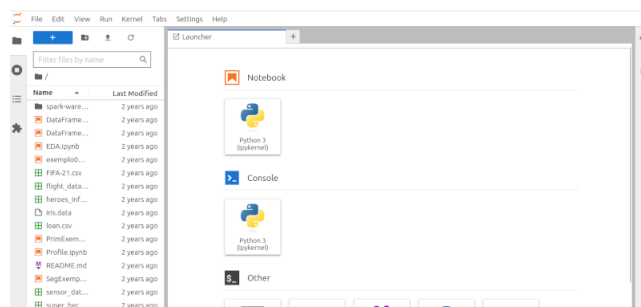 File Edit View Run Kernel Tabs Settings Help
Launcher
Filter files by name
/
Name Last Modified
spark-ware... 2 years ago
DataFrame... 2 years ago
DataFrame... 2 years ago
EDA.ipynb 2 years ago
exemplo0... 2 years ago
FIFA-21.csv 2 years ago
flight_data... 2 years ago
heroes_inf... 2 years ago
iris.data 2 years ago
loan.csv 2 years ago
PrimExem... 2 years ago
Profile.ipynb 2 years ago
README.md 2 years ago
SegExemp... 2 years ago
sensor_dat... 2 years ago
super_her... 2 years ago
Notebook
Python 3
(ipykernel)
Console
Python 3
(ipykernel)
$_ Other